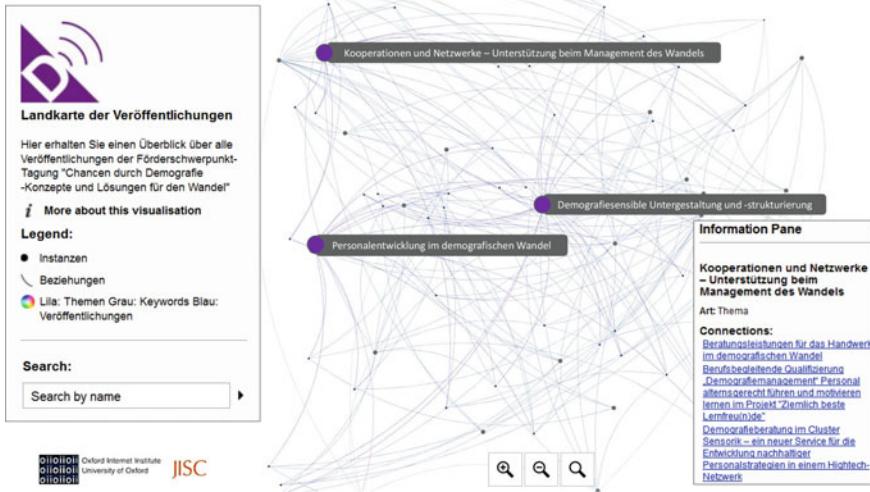 D
Landkarte der Veröffentlichungen
Hier erhalten Sie einen Überblick über alle
Veröffentlichungen der Förderschwerpunkt-
Tagung "Chancen durch Demografie
-Konzepte und Lösungen für den Wandel"
i More about this visualisation
Legend:
Instanzen
Beziehungen
Lila: Themen Grau: Keywords Blau:
Veröffentlichungen
Search:
Search by name
Oxford Internet Institute
University of Oxford
JISC
Kooperationen und Netzwerke – Unterstützung beim Management des Wandels
Demografiesensible Untergestaltung und -strukturierung
Personalentwicklung im demografischen Wandel
Information Pane
Kooperationen und Netzwerke
– Unterstützung beim
Management des Wandels
Art: Thema
Connections:
Beratungsleistungen für das Handwerk
im demografischen Wandel
Berufsbegleitende Qualifizierung
„Demografiemanagement" Personal
alternsgerecht führen und motivieren
lernen im Projekt "Ziemlich beste
Lernfreu(n)de"
Demografieberatung im Cluster
Sensorik – ein neuer Service für die
Entwicklung nachhaltiger
Personalstrategien in einem Hightech-
Netzwerk